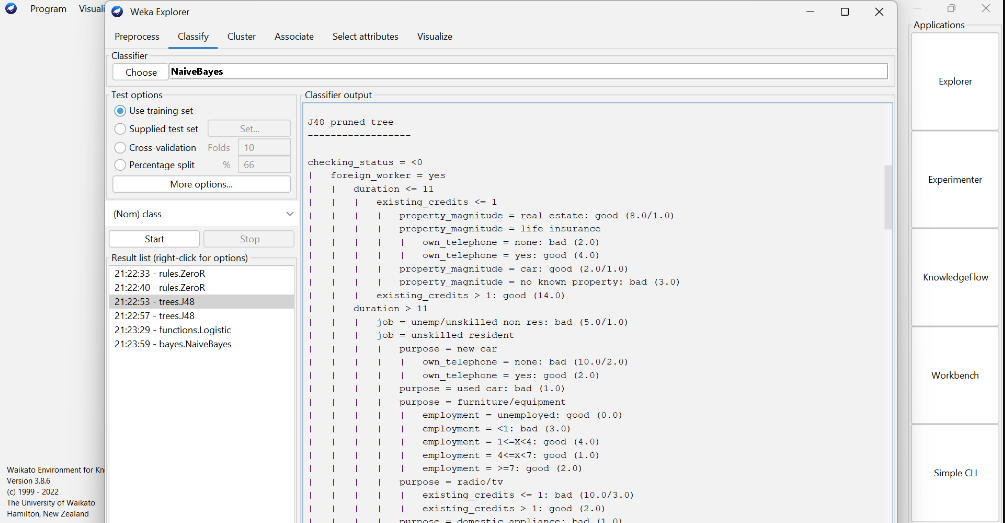 Program Visuali
Weka Explorer
Preprocess Classify Cluster Associate Select attributes Visualize
Classifier
Choose NaiveBayes
Test options
Use training set
Supplied test set Set...
Cross-validation Folds 10
Percentage split % 66
More options...
(Nom) class
Start Stop
Result list (right-click for options)
21:22:33 - rules.ZeroR
21:22:40 - rules.ZeroR
21:22:53 - trees.J48
21:22:57 - trees.J48
21:23:29 - functions.Logistic
21:23:59 - bayes.NaiveBayes
Classifier output
J48 pruned tree
------------------
checking_status = <0
| foreign_worker = yes
| | duration <= 11
| | | existing_credits <= 1
| | | | property_magnitude = real estate: good (8.0/1.0)
| | | | property_magnitude = life insurance
| | | | | own_telephone = none: bad (2.0)
| | | | | own_telephone = yes: good (4.0)
| | | | property_magnitude = car: good (2.0/1.0)
| | | | property_magnitude = no known property: bad (3.0)
| | | existing_credits > 1: good (14.0)
| | duration > 11
| | | job = unemp/unskilled non res: bad (5.0/1.0)
| | | job = unskilled resident
| | | | purpose = new car
| | | | | own_telephone = none: bad (10.0/2.0)
| | | | | own_telephone = yes: good (2.0)
| | | | purpose = used car: bad (1.0)
| | | | purpose = furniture/equipment
| | | | | employment = unemployed: good (0.0)
| | | | | employment = <1: bad (3.0)
| | | | | employment = 1<=X<4: good (4.0)
| | | | | employment = 4<=X<7: good (1.0)
| | | | | employment = >=7: good (2.0)
| | | | purpose = radio/tv
| | | | | existing_credits <= 1: bad (10.0/3.0)
| | | | | existing_credits > 1: good (2.0)
| | | | purpose = domestic appliance: bad (1.0)
Applications
Explorer
Experimenter
KnowledgeFlow
Workbench
Simple CLI
Waikato Environment for Kn
Version 3.8.6
(c) 1999 - 2022
The University of Waikato
Hamilton, New Zealand